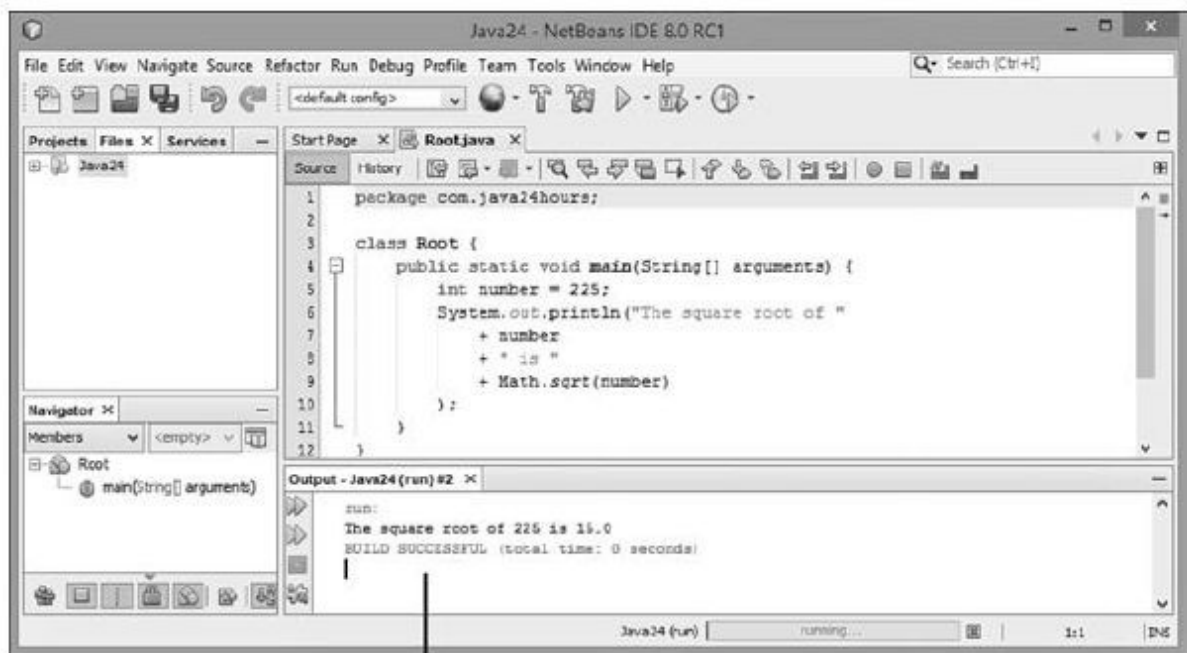 Java24 - NetBeans IDE 8.0 RC1
File Edit View Navigate Source Refactor Run Debug Profile Team Tools Window Help
Search (Ctrl+I)
<default config>
Projects Files Services
Start Page Root.java
Java24
Source History
1 package com.java24hours;
2
3 class Root {
4 public static void main(String[] arguments) {
5 int number = 225;
6 System.out.println("The square root of "
7 + number
8 + " is "
9 + Math.sqrt(number)
10 );
11 }
12 }
Navigator
Members <empty>
Root
main(String[] arguments)
Output - Java24 (run) #2
run:
The square root of 225 is 15.0
BUILD SUCCESSFUL (total time: 0 seconds)
Java24 (run) running... 1:1 INS